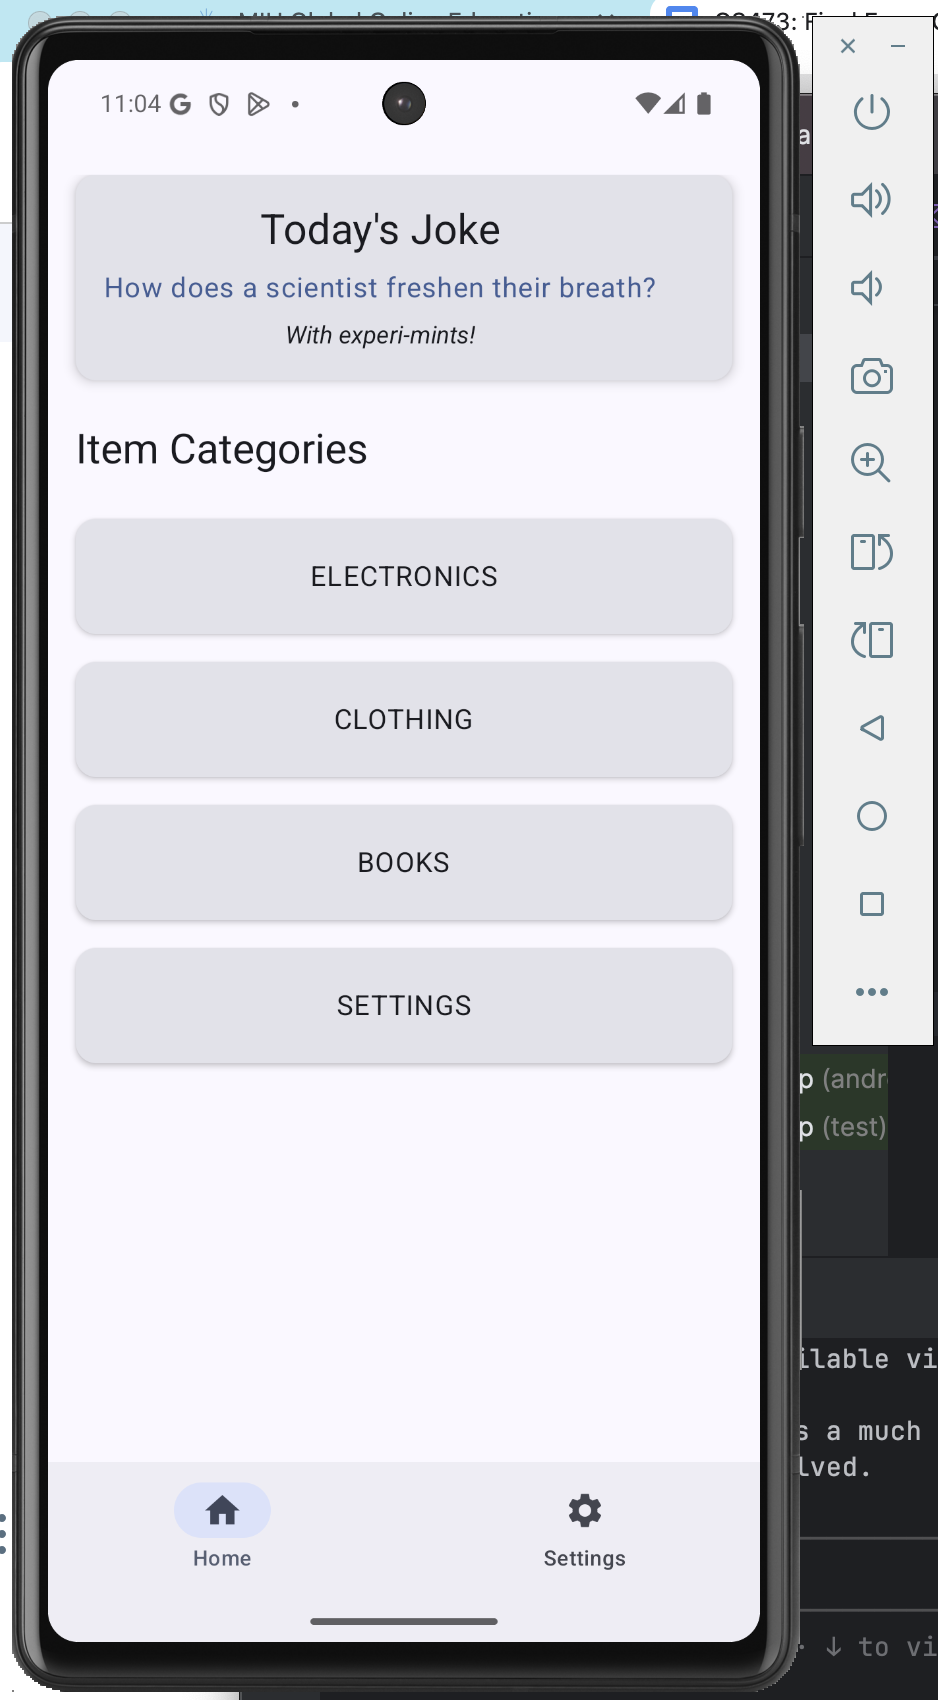 11:04
Today's Joke
How does a scientist freshen their breath?
With experi-mints!
Item Categories
ELECTRONICS
CLOTHING
BOOKS
SETTINGS
Home
Settings
p (andr
p (test)
ilable vi
s a much
lved.
↓ to vi